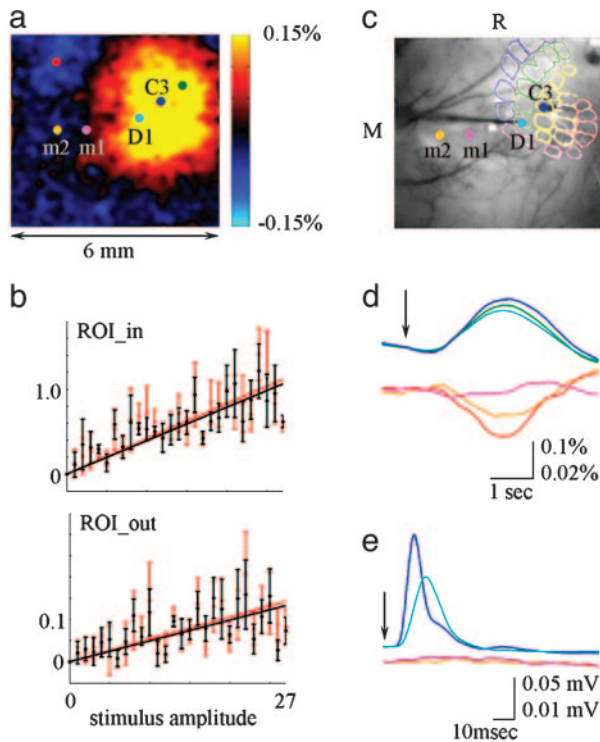 a
0.15%
C3
D1
m2 m1
-0.15%
6 mm
R
c
M
C3
D1
m2 m1
b
ROI_in
1.0
0
ROI_out
0.1
0
0 27
stimulus amplitude
d
0.1%
0.02%
1 sec
e
0.05 mV
0.01 mV
10msec